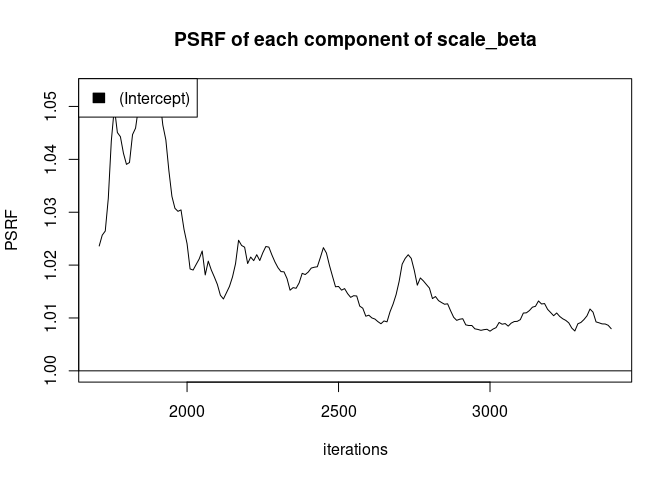 PSRF of each component of scale_beta
(Intercept)
PSRF
1.05
1.04
1.03
1.02
1.01
1.00
2000 2500 3000
iterations